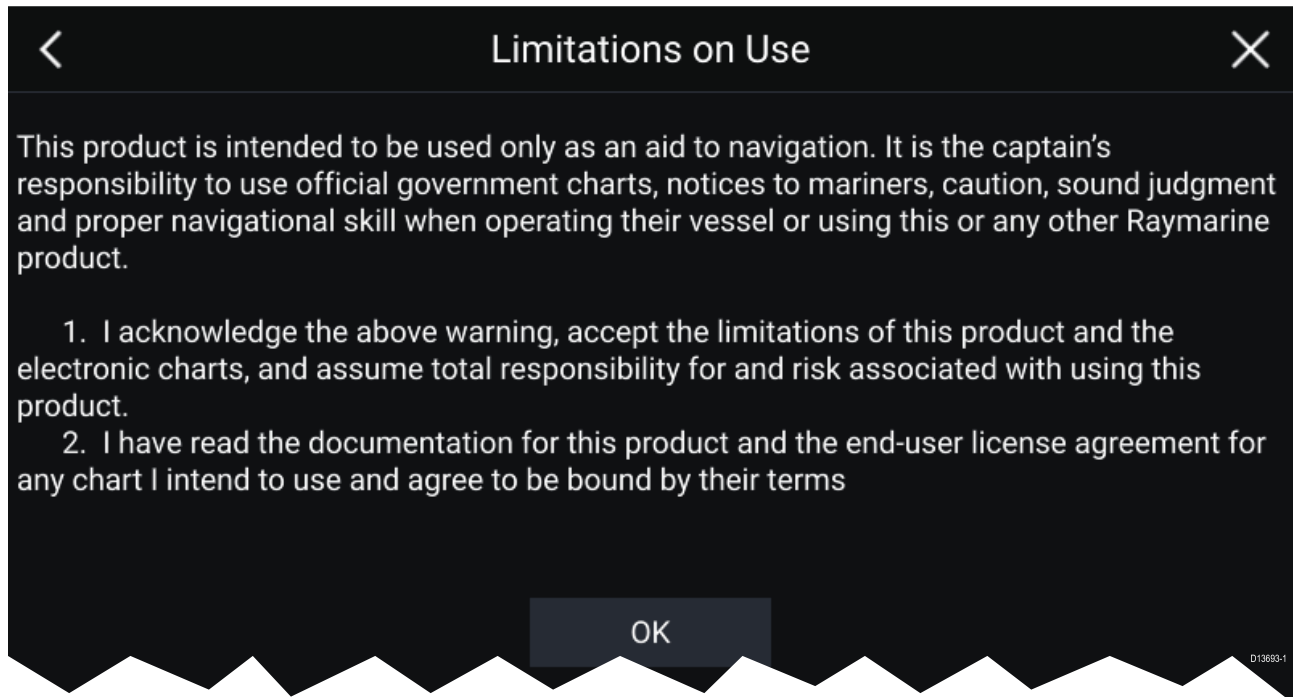 Limitations on Use
This product is intended to be used only as an aid to navigation. It is the captain's
responsibility to use official government charts, notices to mariners, caution, sound judgment
and proper navigational skill when operating their vessel or using this or any other Raymarine
product.
1. I acknowledge the above warning, accept the limitations of this product and the
electronic charts, and assume total responsibility for and risk associated with using this
product.
2. I have read the documentation for this product and the end-user license agreement for
any chart I intend to use and agree to be bound by their terms
OK
D13693-1